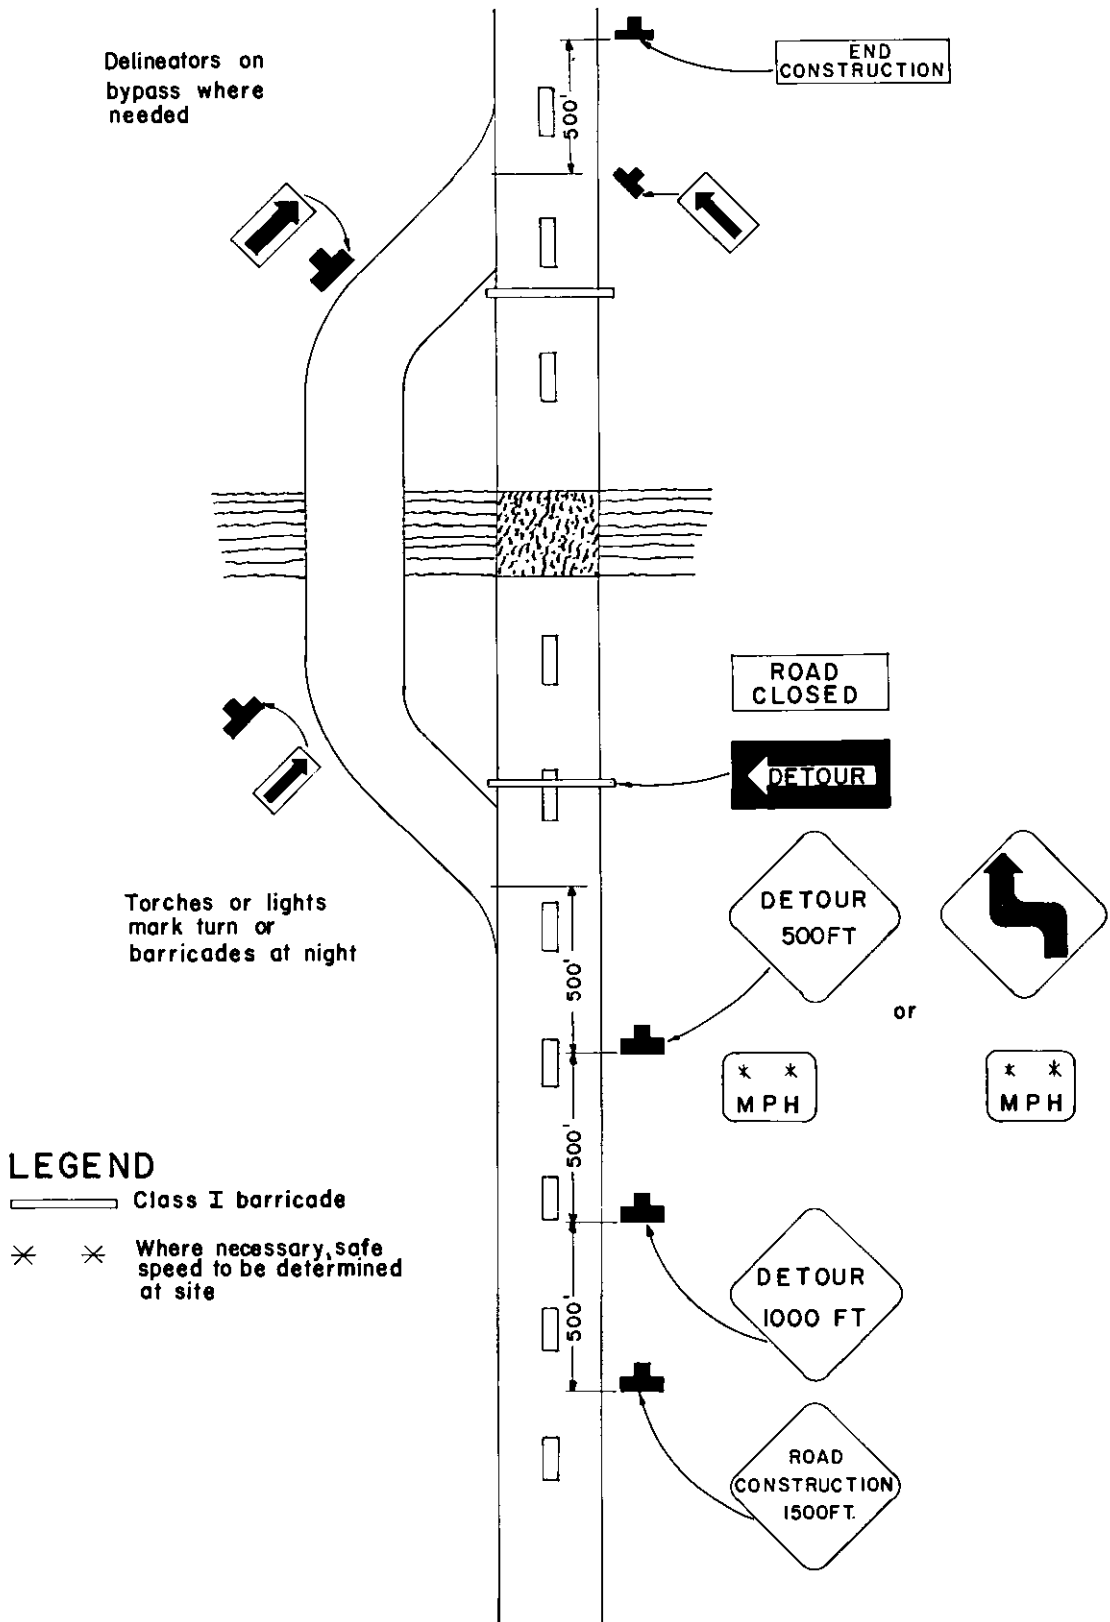 END
CONSTRUCTION
Delineators on
bypass where
needed
500'
ROAD
CLOSED
DETOUR
DETOUR
500FT
Torches or lights
mark turn or
barricades at night
500'
or
* *
MPH
* *
MPH
500'
LEGEND
Class I barricade
* * Where necessary, safe
speed to be determined
at site
DETOUR
1000 FT
500'
ROAD
CONSTRUCTION
1500FT.